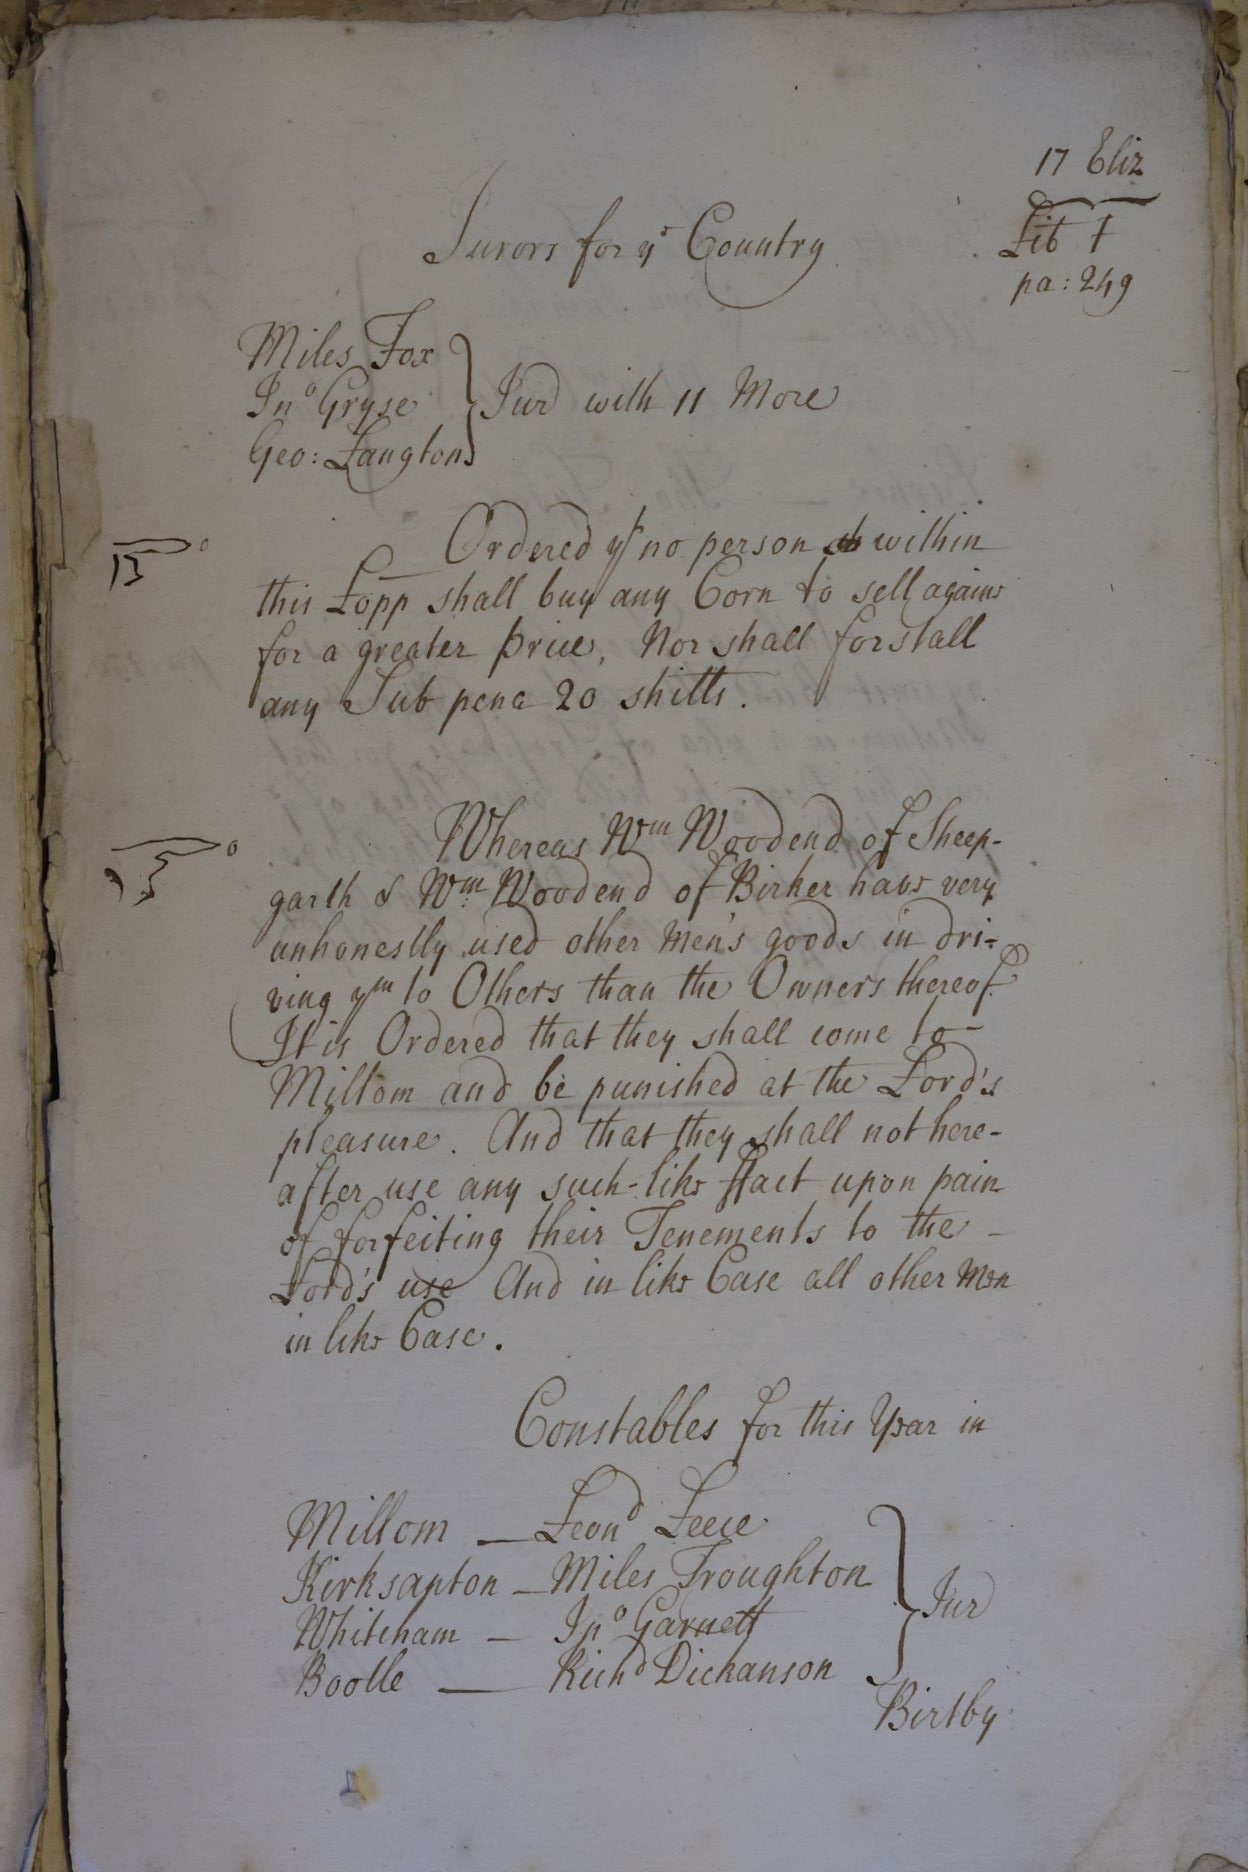 17 Eliz
Lib f
pa: 249
Jurors for yᵉ Country
Miles Fox
Jnᵒ Gryse
Geo: Langton
Jur with 11 More
Ordered yᵗ no person within
this Lopp shall buy any Corn to sell againe
for a greater Price, Nor shall forstall
any Sub pena 20 shills.
Whereas Wᵐ Woodend of Sheep-
garth & Wᵐ Woodend of Birker have very
unhonestly used other Men's goods in dri-
ving yᵐ to Others than the Owners thereof
It is Ordered that they shall come to-
Millom and be punished at the Lord's
pleasure. And that they shall not here-
after use any such-like ffact upon pain
of forfeiting their Tenements to the -
Lord's use And in like Case all other Men
in like Case.
Constables for this Year in
Millom - Leonᵈ Leece
Kirksanton - Miles Troughton
Whiteham - Jnᵒ Garnett
Bootle - Richᵈ Dickanson
Jur
Birtby